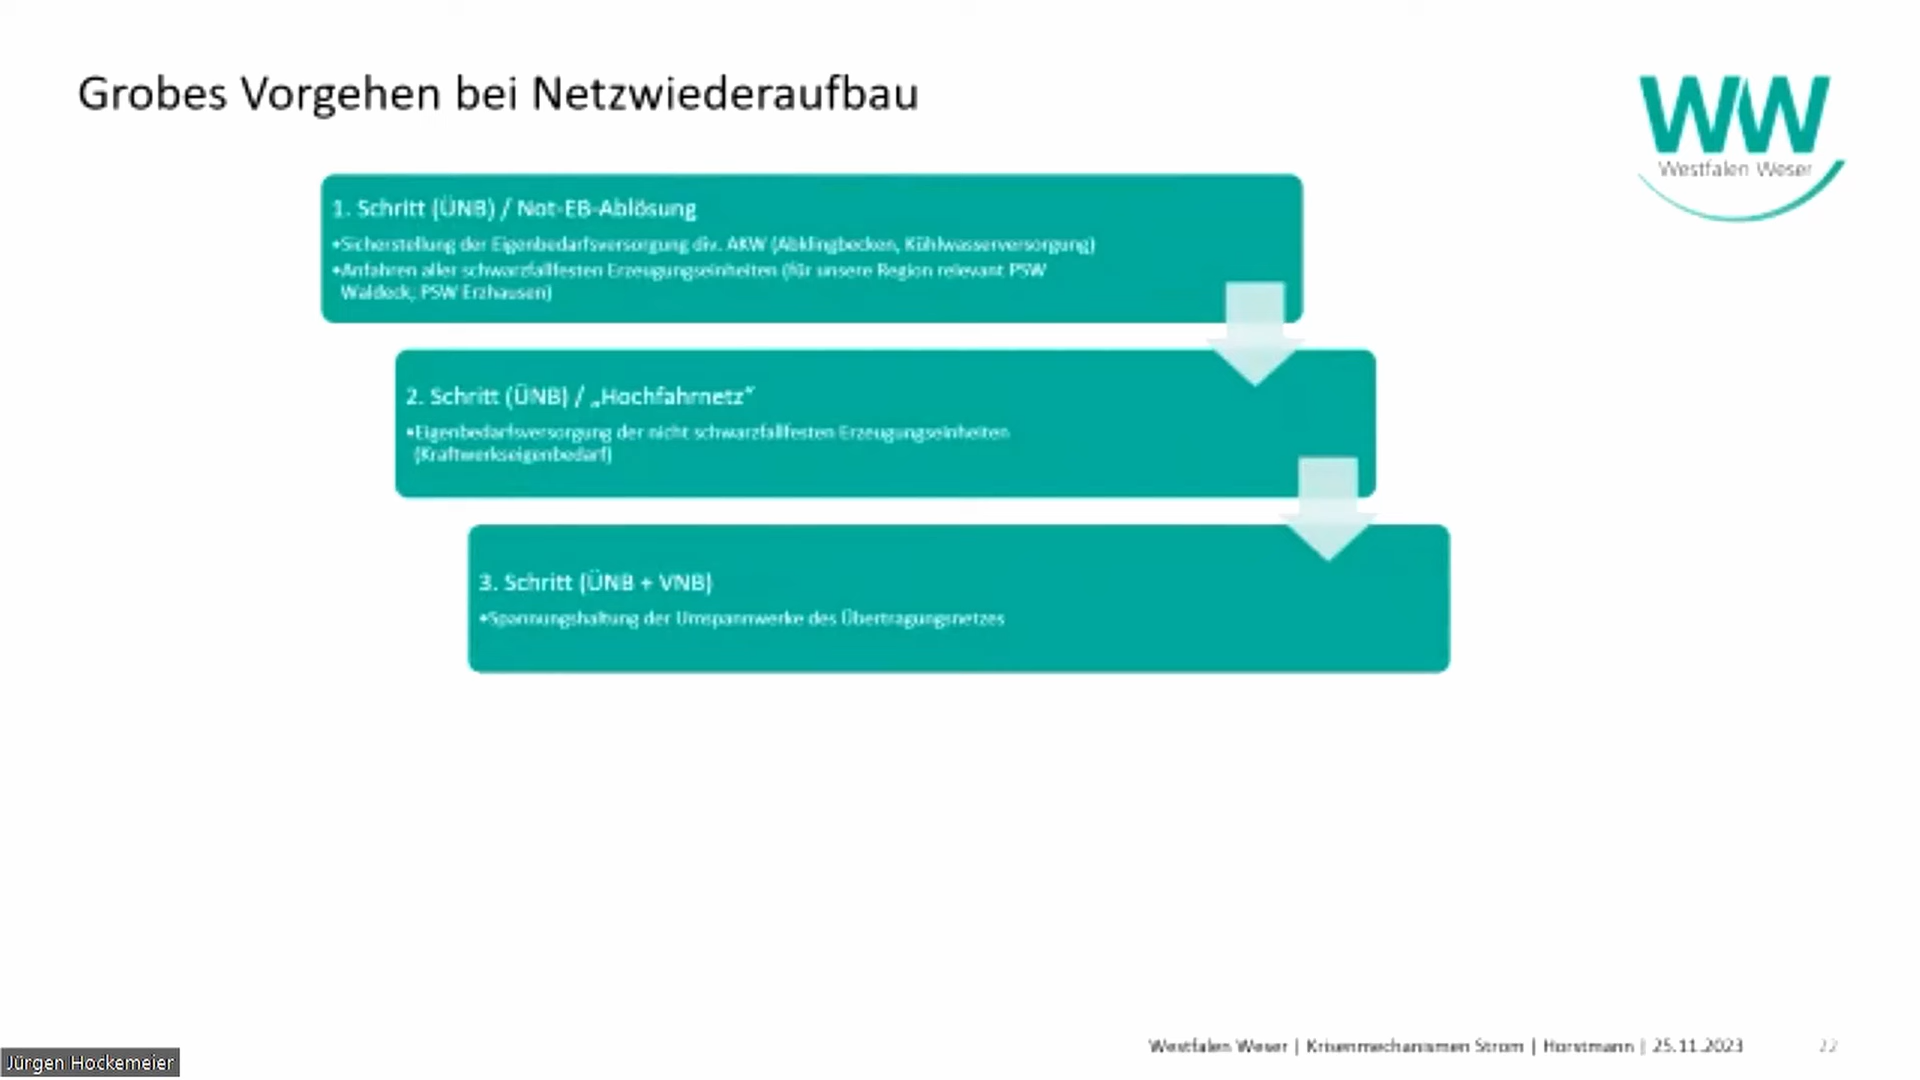 Grobes Vorgehen bei Netzwiederaufbau
WW
Westfalen Weser
1. Schritt (ÜNB) / Not-EB-Ablösung
•Sicherstellung der Eigenbedarfsversorgung div. AKW (Abklingbecken, Kühlwasserversorgung)
•Anfahren aller schwarzfallfesten Erzeugungseinheiten (für unsere Region relevant PSW
Waldeck; PSW Erzhausen)
2. Schritt (ÜNB) / „Hochfahrnetz“
•Eigenbedarfsversorgung der nicht schwarzfallfesten Erzeugungseinheiten
(Kraftwerkseigenbedarf)
3. Schritt (ÜNB + VNB)
•Spannungshaltung der Umspannwerke des Übertragungsnetzes
Westfalen Weser | Krisenmechanismen Strom | Horstmann | 25.11.2023 22
Jürgen Hockemeier